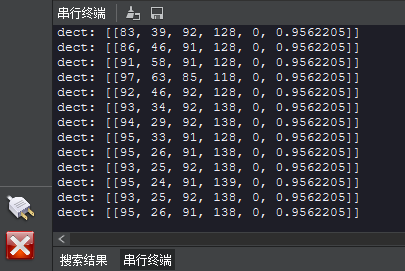 串行终端
dect: [[83, 39, 92, 128, 0, 0.9562205]]
dect: [[86, 46, 91, 128, 0, 0.9562205]]
dect: [[91, 58, 91, 128, 0, 0.9562205]]
dect: [[97, 63, 85, 118, 0, 0.9562205]]
dect: [[92, 46, 92, 128, 0, 0.9562205]]
dect: [[93, 34, 92, 138, 0, 0.9562205]]
dect: [[94, 29, 92, 138, 0, 0.9562205]]
dect: [[95, 33, 91, 128, 0, 0.9562205]]
dect: [[95, 26, 91, 138, 0, 0.9562205]]
dect: [[93, 25, 92, 138, 0, 0.9562205]]
dect: [[95, 24, 91, 139, 0, 0.9562205]]
dect: [[93, 25, 92, 138, 0, 0.9562205]]
dect: [[95, 26, 91, 138, 0, 0.9562205]]
搜索结果 串行终端